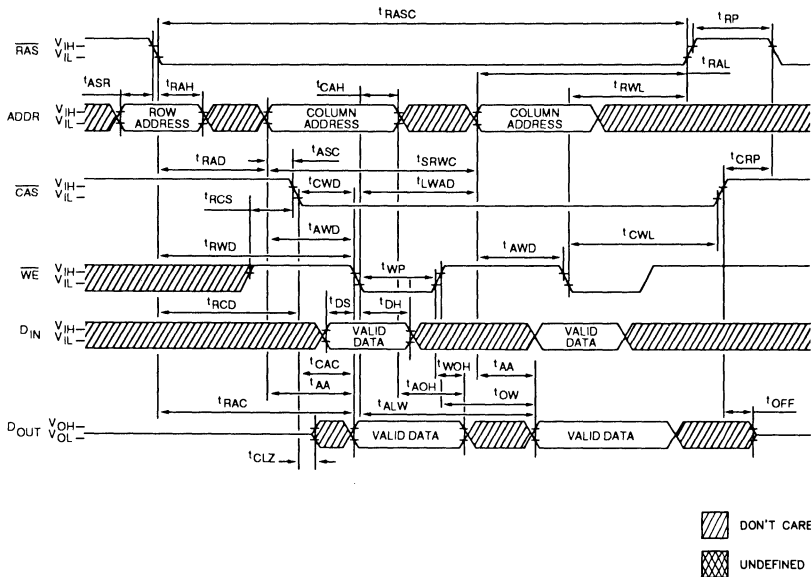 tRASC
tRP
RAS VIH VIL
tRAL
tASR tRAH tCAH tRWL
ADDR VIH VIL ROW ADDRESS COLUMN ADDRESS COLUMN ADDRESS
tRAD tASC tSRWC tCRP
CAS VIH VIL tCWD tLWAD
tRCS
tAWD tCWL
tRWD tAWD
WE VIH VIL tWP
tRCD tDS tDH
DIN VIH VIL VALID DATA VALID DATA
tCAC tWOH tAA
tAA tAOH tOW
tRAC tALW tOFF
DOUT VOH VOL VALID DATA VALID DATA
tCLZ
DON'T CARE
UNDEFINED